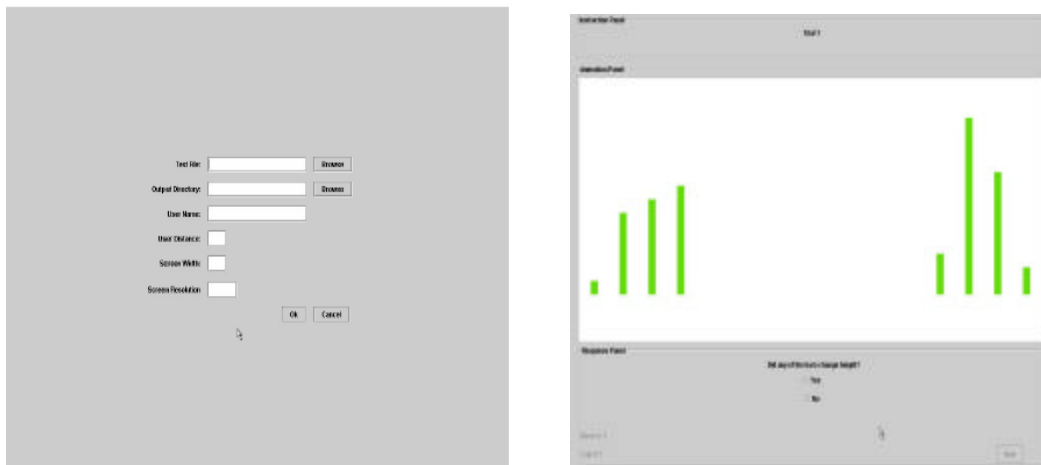 Test File:
Browse
Output Directory:
Browse
User Name:
User Distance:
Screen Width:
Screen Resolution
Ok
Cancel
Instruction Panel
Trial 1
Animation Panel
Response Panel
Did any of the bars change height?
Yes
No